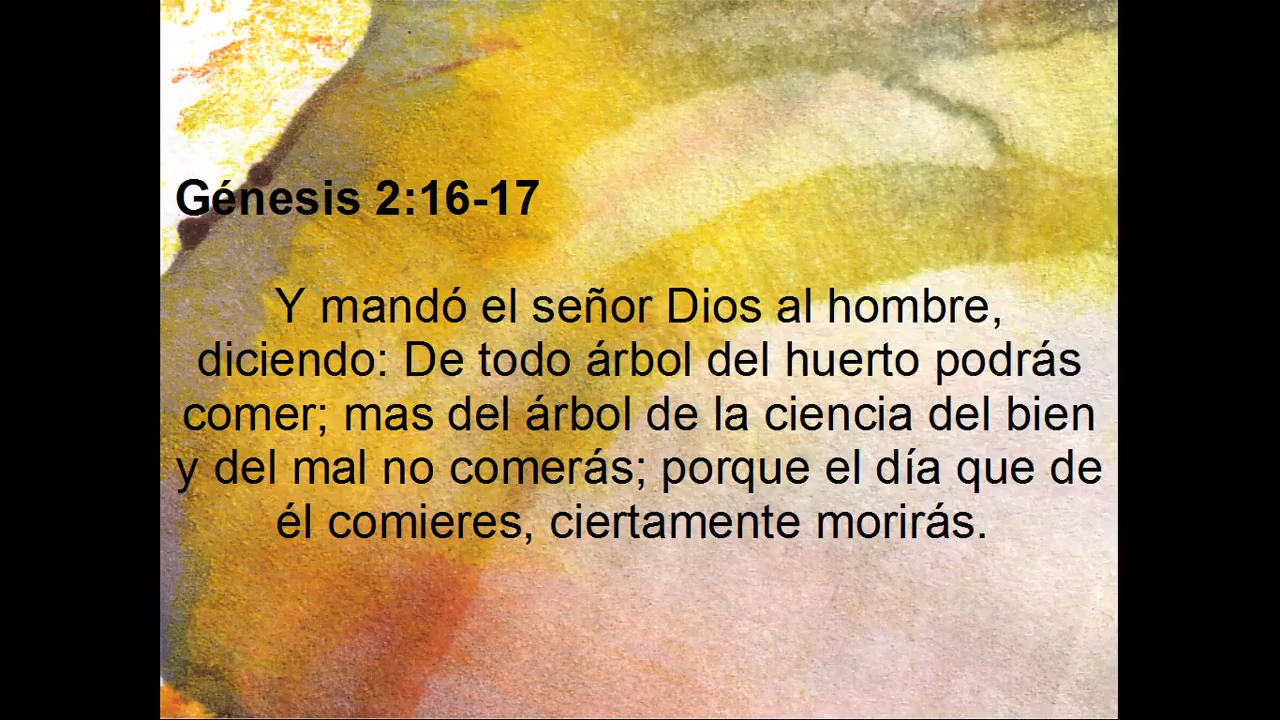 Génesis 2:16-17
Y mandó el señor Dios al hombre,
diciendo: De todo árbol del huerto podrás
comer; mas del árbol de la ciencia del bien
y del mal no comerás; porque el día que de
él comieres, ciertamente morirás.